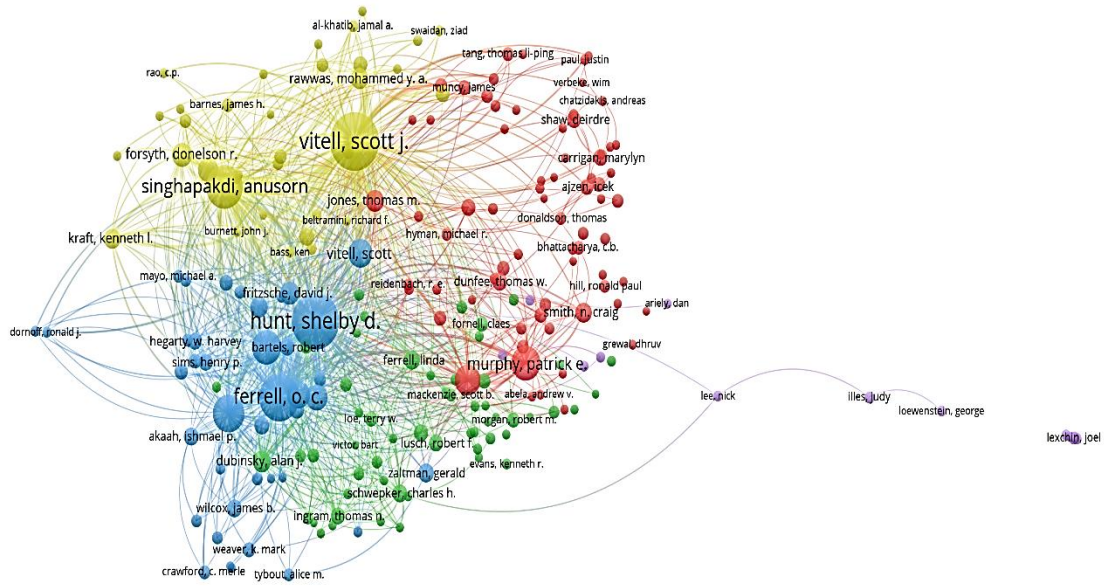 al-khatib, jamal a.
swaidan, ziad
tang, thomas li-ping
paul, justin
rao, c.p.
rawwas, mohammed y. a.
muncy, james
verbeke, wim
barnes, james h.
chatzidakis, andreas
shaw, deirdre
vitell, scott j.
forsyth, donelson r.
carrigan, marylyn
singhapakdi, anusorn
ajzen, icek
jones, thomas m.
beltramini, richard f.
donaldson, thomas
burnett, john j.
hyman, michael r.
kraft, kenneth l.
bass, ken
vitell, scott
bhattacharya, c.b.
mayo, michael a.
reidenbach, r. e.
dunfee, thomas w.
hill, ronald paul
fritzsche, david j.
ariely, dan
smith, n. craig
hunt, shelby d.
fornell, claes
dornoff, ronald j.
hegarty, w. harvey
bartels, robert
grewal, dhruv
sims, henry p.
ferrell, linda
murphy, patrick e.
ferrell, o. c.
mackenzie, scott b.
abela, andrew v.
lee, nick
illes, judy
loewenstein, george
loe, terry w.
morgan, robert m.
akaah, ishmael p.
victor, bart
lusch, robert f.
lexchin, joel
dubinsky, alan j.
zaltman, gerald
evans, kenneth r.
schwepker, charles h.
wilcox, james b.
ingram, thomas n.
weaver, k. mark
crawford, c. merle
tybout, alice m.